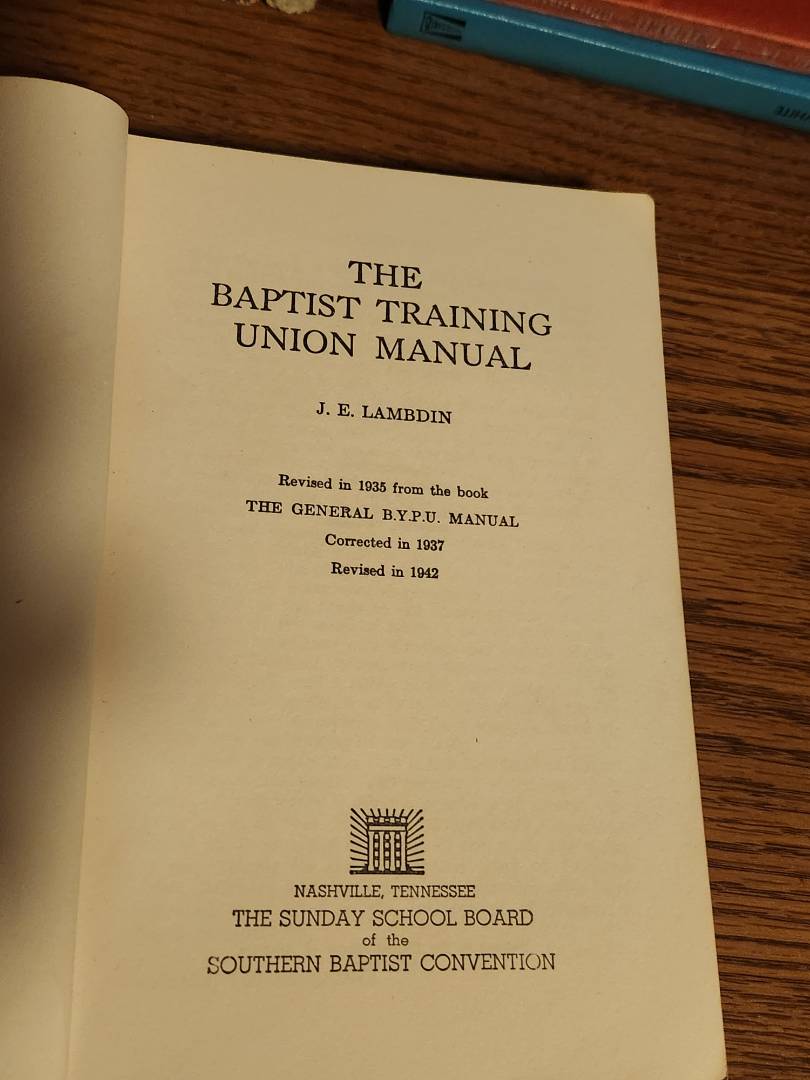 THE
BAPTIST TRAINING
UNION MANUAL
J. E. LAMBDIN
Revised in 1935 from the book
THE GENERAL B.Y.P.U. MANUAL
Corrected in 1937
Revised in 1942
NASHVILLE, TENNESSEE
THE SUNDAY SCHOOL BOARD
of the
SOUTHERN BAPTIST CONVENTION